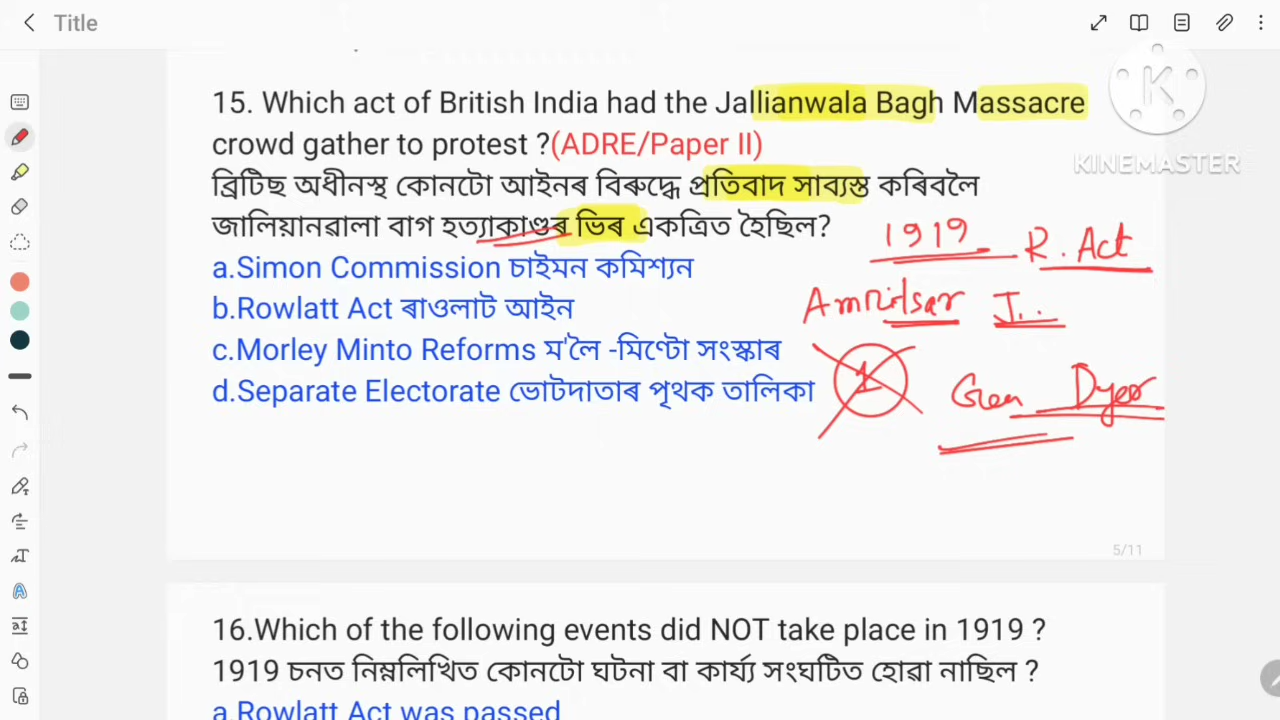 Title
KINEMASTER
15. Which act of British India had the Jallianwala Bagh Massacre
crowd gather to protest ?(ADRE/Paper II)
ব্ৰিটিছ অধীনস্থ কোনটো আইনৰ বিৰুদ্ধে প্ৰতিবাদ সাব্যস্ত কৰিবলৈ
জালিয়ানৱালা বাগ হত্যাকাণ্ডৰ ভিৰ একত্ৰিত হৈছিল?
1919 R. Act
a.Simon Commission চাইমন কমিশ্যন
Amritsar J..
b.Rowlatt Act ৰাওলাট আইন
c.Morley Minto Reforms ম'লৈ -মিণ্টো সংস্কাৰ
1
Gen Dyer
d.Separate Electorate ভোটদাতাৰ পৃথক তালিকা
5/11
16.Which of the following events did NOT take place in 1919 ?
1919 চনত নিম্নলিখিত কোনটো ঘটনা বা কাৰ্য্য সংঘটিত হোৱা নাছিল ?
a.Rowlatt Act was passed